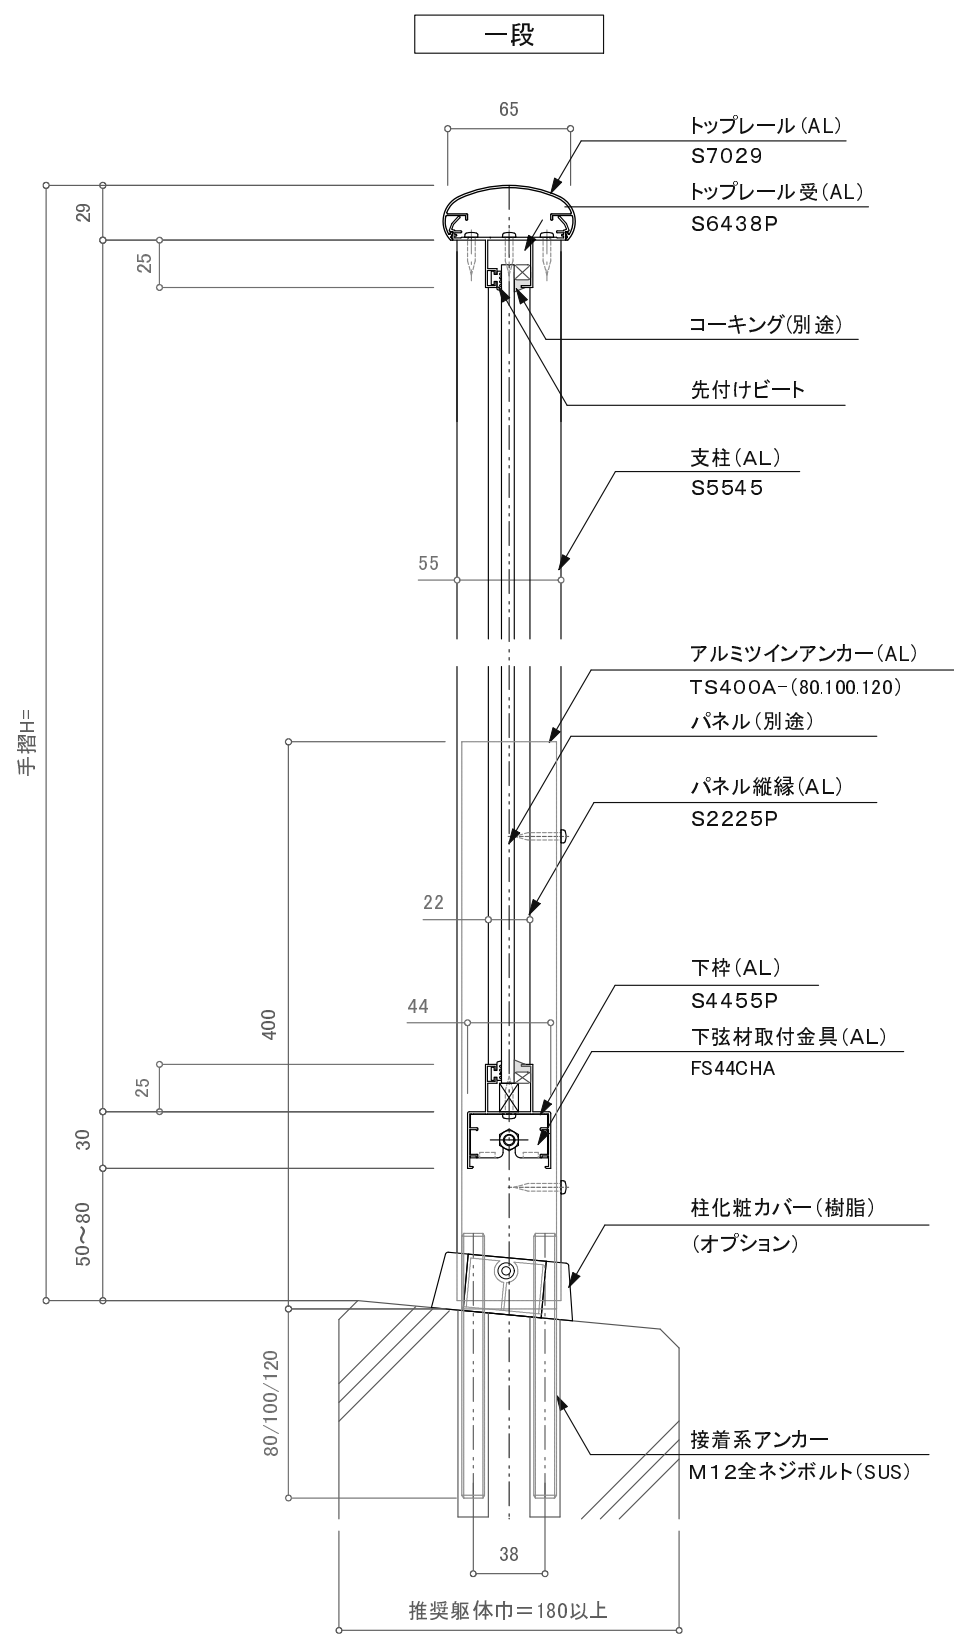 一段
65
トップレール(AL)
S7029
トップレール受(AL)
S6438P
29
25
コーキング(別途)
先付けビート
支柱(AL)
S5545
55
アルミツインアンカー(AL)
TS400A-(80.100.120)
手摺H=
パネル(別途)
パネル縦縁(AL)
S2225P
22
下枠(AL)
S4455P
44
400
下弦材取付金具(AL)
FS44CHA
25
30
50~80
柱化粧カバー(樹脂)
(オプション)
80/100/120
接着系アンカー
M12全ネジボルト(SUS)
38
推奨躯体巾=180以上